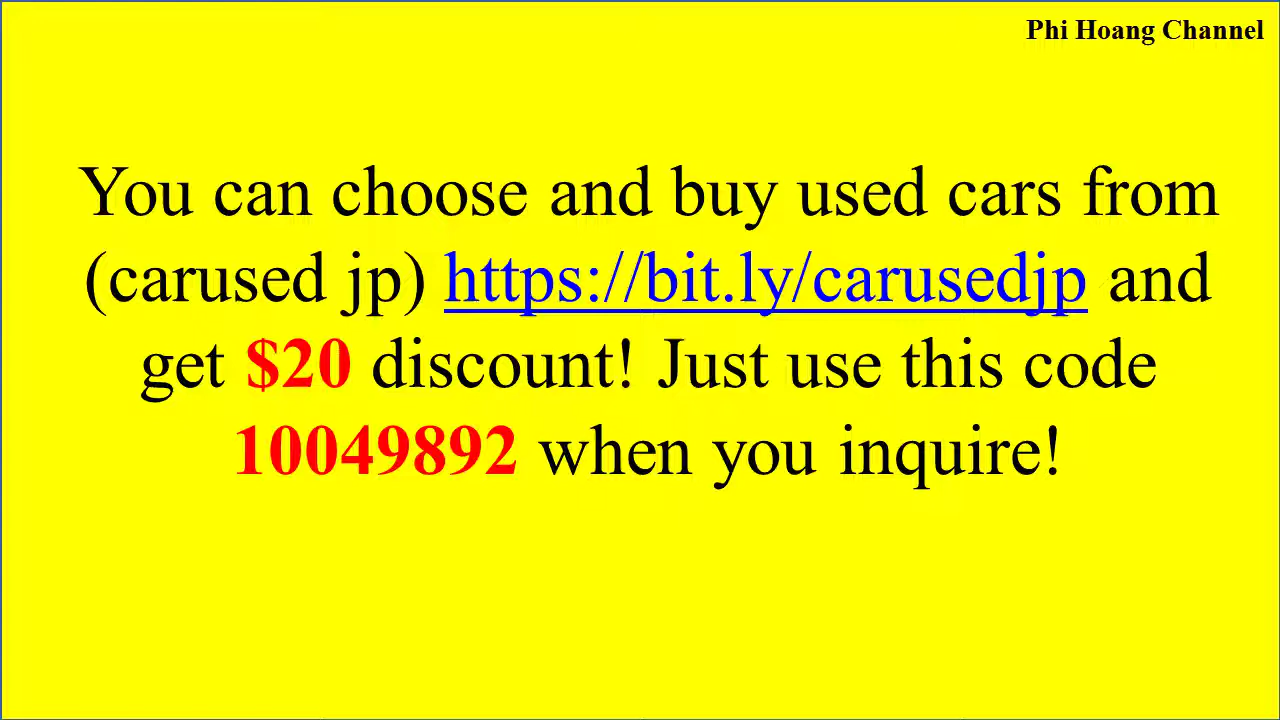 Phi Hoang Channel
You can choose and buy used cars from
(carused jp) https://bit.ly/carusedjp and
get $20 discount! Just use this code
10049892 when you inquire!